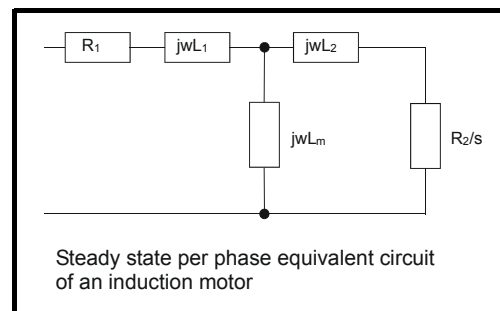 R₁
jwL₁
jwL₂
jwLₘ
R₂/s
Steady state per phase equivalent circuit
of an induction motor